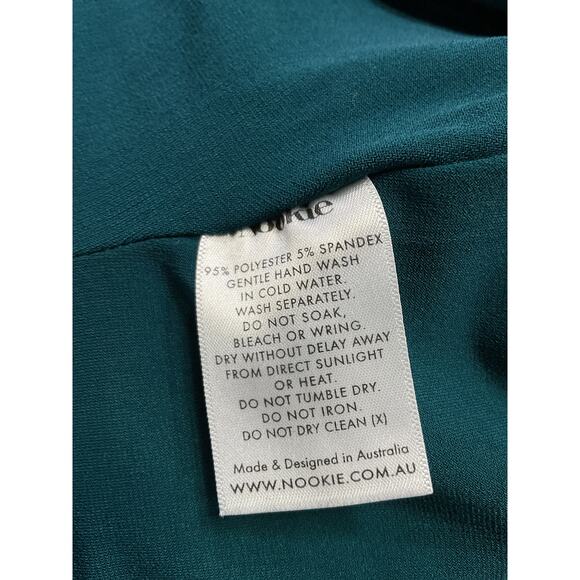 Nookie
95% POLYESTER 5% SPANDEX
GENTLE HAND WASH
IN COLD WATER.
WASH SEPARATELY.
DO NOT SOAK,
BLEACH OR WRING.
DRY WITHOUT DELAY AWAY
FROM DIRECT SUNLIGHT
OR HEAT.
DO NOT TUMBLE DRY.
DO NOT IRON.
DO NOT DRY CLEAN (X)
Made & Designed in Australia
WWW.NOOKIE.COM.AU